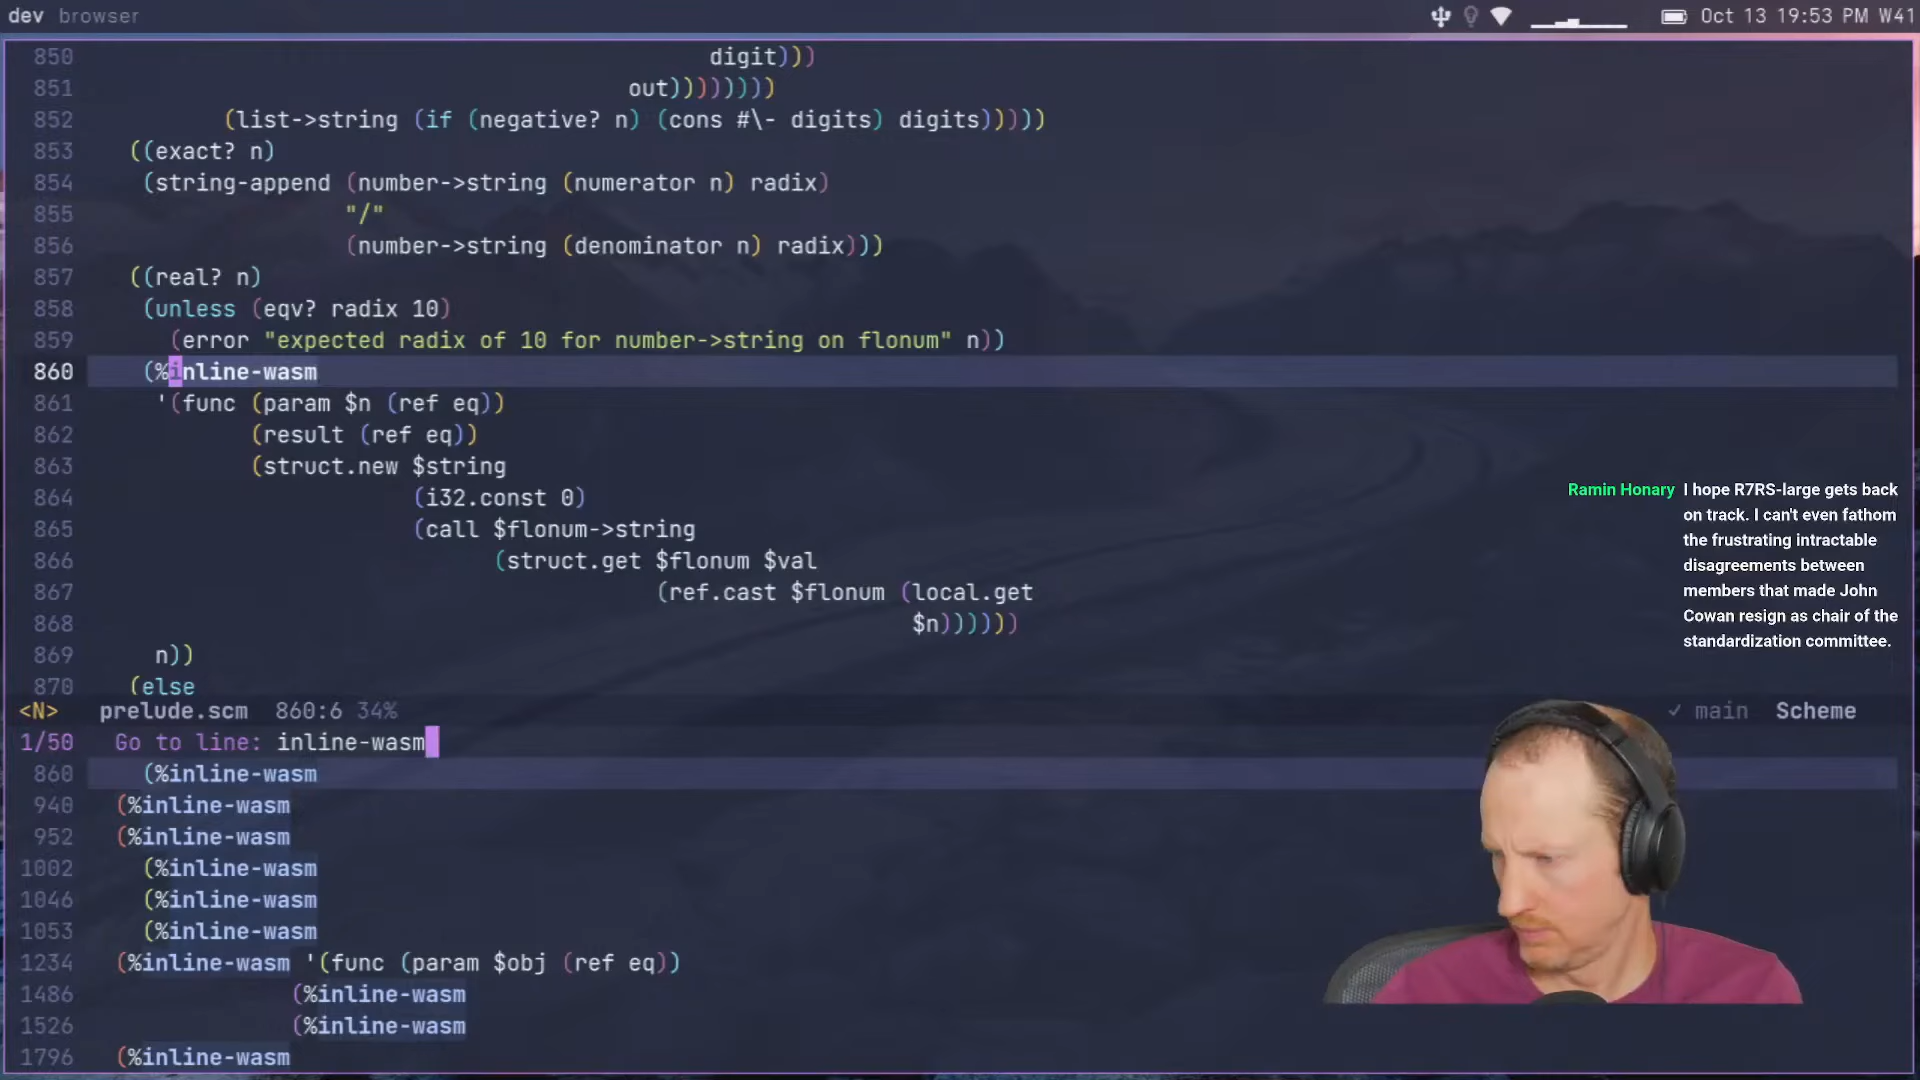 dev browser
Oct 13 19:53 PM W41
850 digit)))
851 out))))))))
852 (list->string (if (negative? n) (cons #\- digits) digits)))))
853 ((exact? n)
854 (string-append (number->string (numerator n) radix)
855 "/"
856 (number->string (denominator n) radix)))
857 ((real? n)
858 (unless (eqv? radix 10)
859 (error "expected radix of 10 for number->string on flonum" n))
860 (%inline-wasm
861 '(func (param $n (ref eq))
862 (result (ref eq))
863 (struct.new $string
864 (i32.const 0)
865 (call $flonum->string
866 (struct.get $flonum $val
867 (ref.cast $flonum (local.get
868 $n))))))
869 n))
870 (else
Ramin Honary I hope R7RS-large gets back
on track. I can't even fathom
the frustrating intractable
disagreements between
members that made John
Cowan resign as chair of the
standardization committee.
<N> prelude.scm 860:6 34% ✓ main Scheme
1/50 Go to line: inline-wasm
860 (%inline-wasm
940 (%inline-wasm
952 (%inline-wasm
1002 (%inline-wasm
1046 (%inline-wasm
1053 (%inline-wasm
1234 (%inline-wasm '(func (param $obj (ref eq))
1486 (%inline-wasm
1526 (%inline-wasm
1796 (%inline-wasm